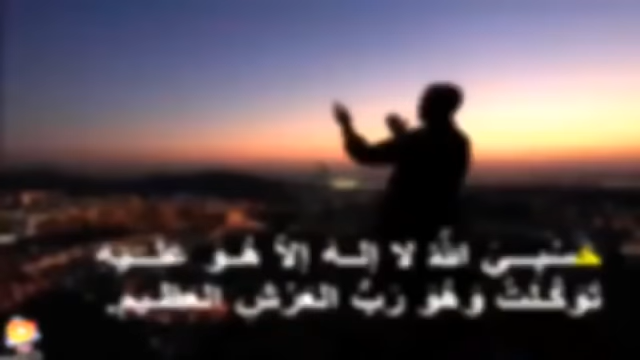 حسبي الله لا إله إلا هو عليه
توكلت وهو رب العرش العظيم.